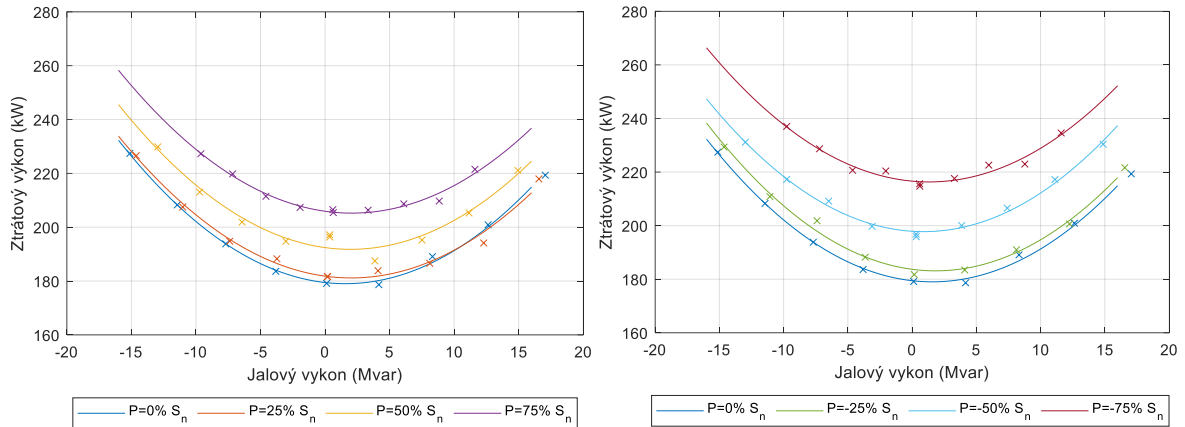 280
260
240
220
200
180
160
Ztrátový výkon (kW)
-20 -15 -10 -5 0 5 10 15 20
Jalový výkon (Mvar)
P=0% Sn P=25% Sn P=50% Sn P=75% Sn
280
260
240
220
200
180
160
Ztrátový výkon (kW)
-20 -15 -10 -5 0 5 10 15 20
Jalový výkon (Mvar)
P=0% Sn P=-25% Sn P=-50% Sn P=-75% Sn